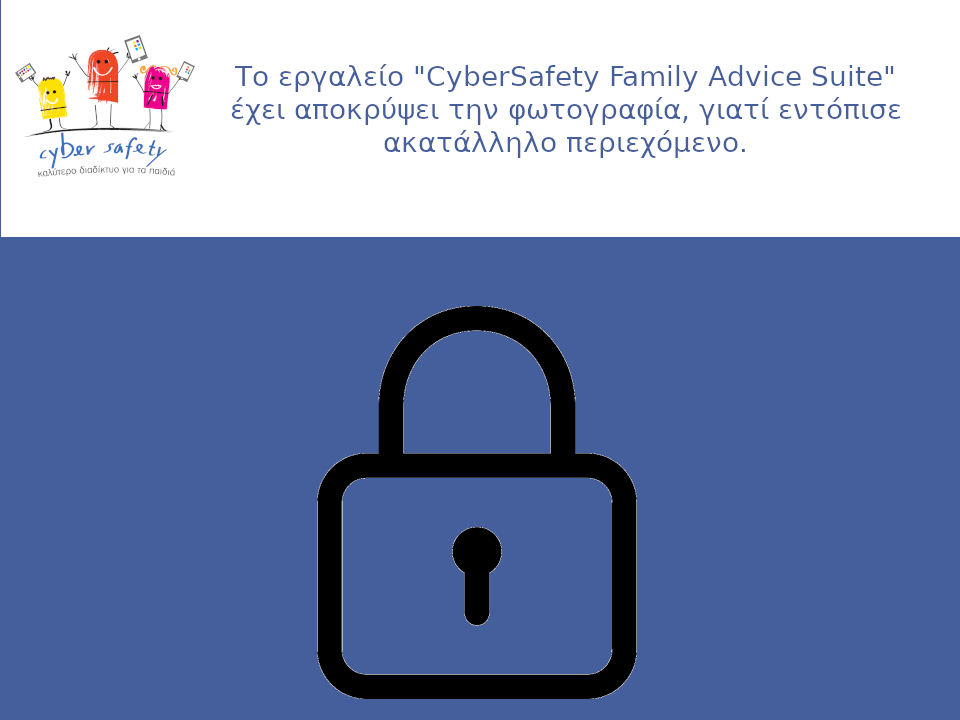 Το εργαλείο "CyberSafety Family Advice Suite"
έχει αποκρύψει την φωτογραφία, γιατί εντόπισε
ακατάλληλο περιεχόμενο.
cyber safety
καλύτερο διαδίκτυο για τα παιδιά